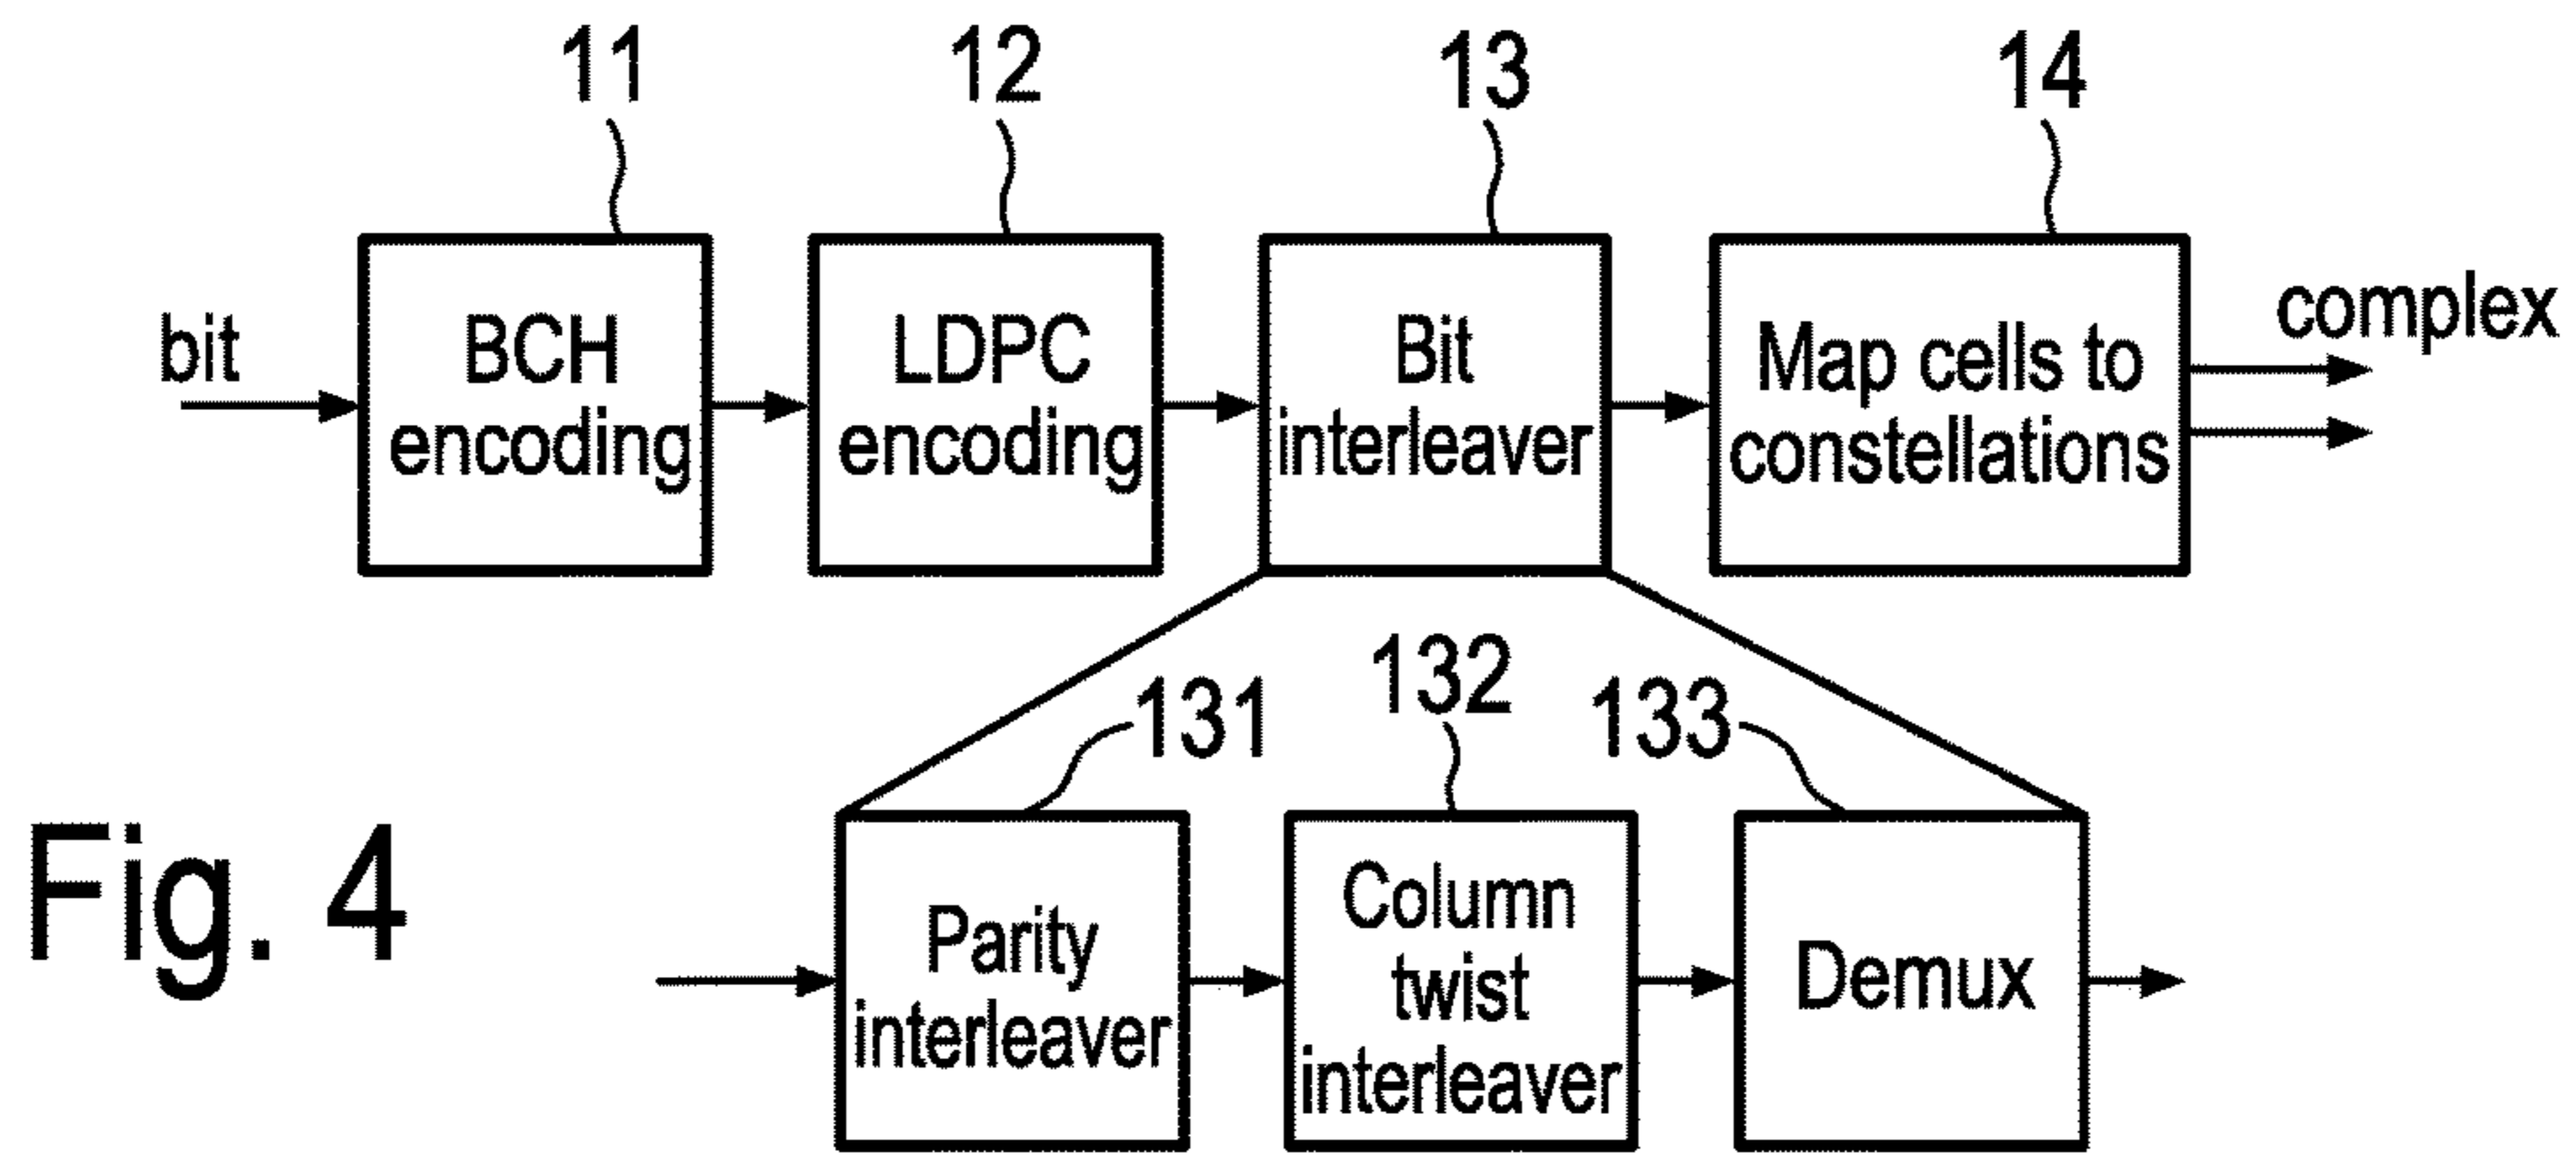 11
12
13
14
bit
BCH
encoding
LDPC
encoding
Bit
interleaver
Map cells to
constellations
complex
131
132
133
Parity
interleaver
Column
twist
interleaver
Demux
Fig. 4